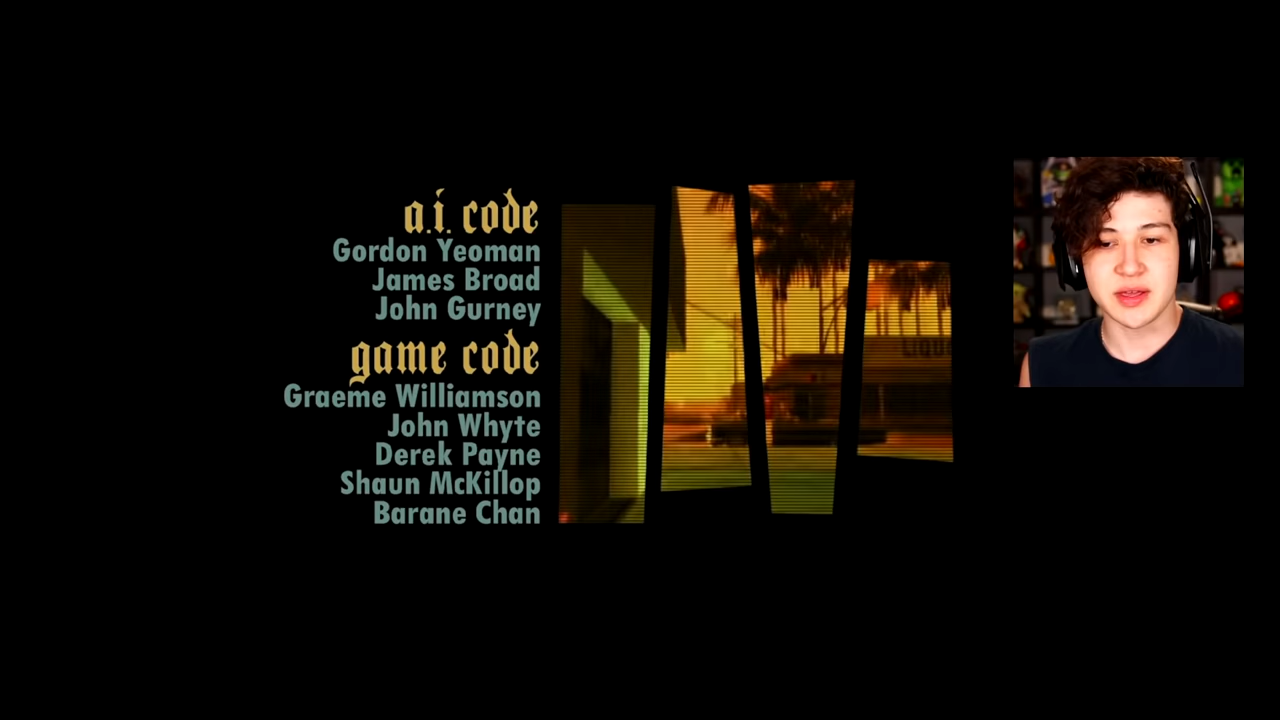 a.i. code
Gordon Yeoman
James Broad
John Gurney
game code
Graeme Williamson
John Whyte
Derek Payne
Shaun McKillop
Barane Chan